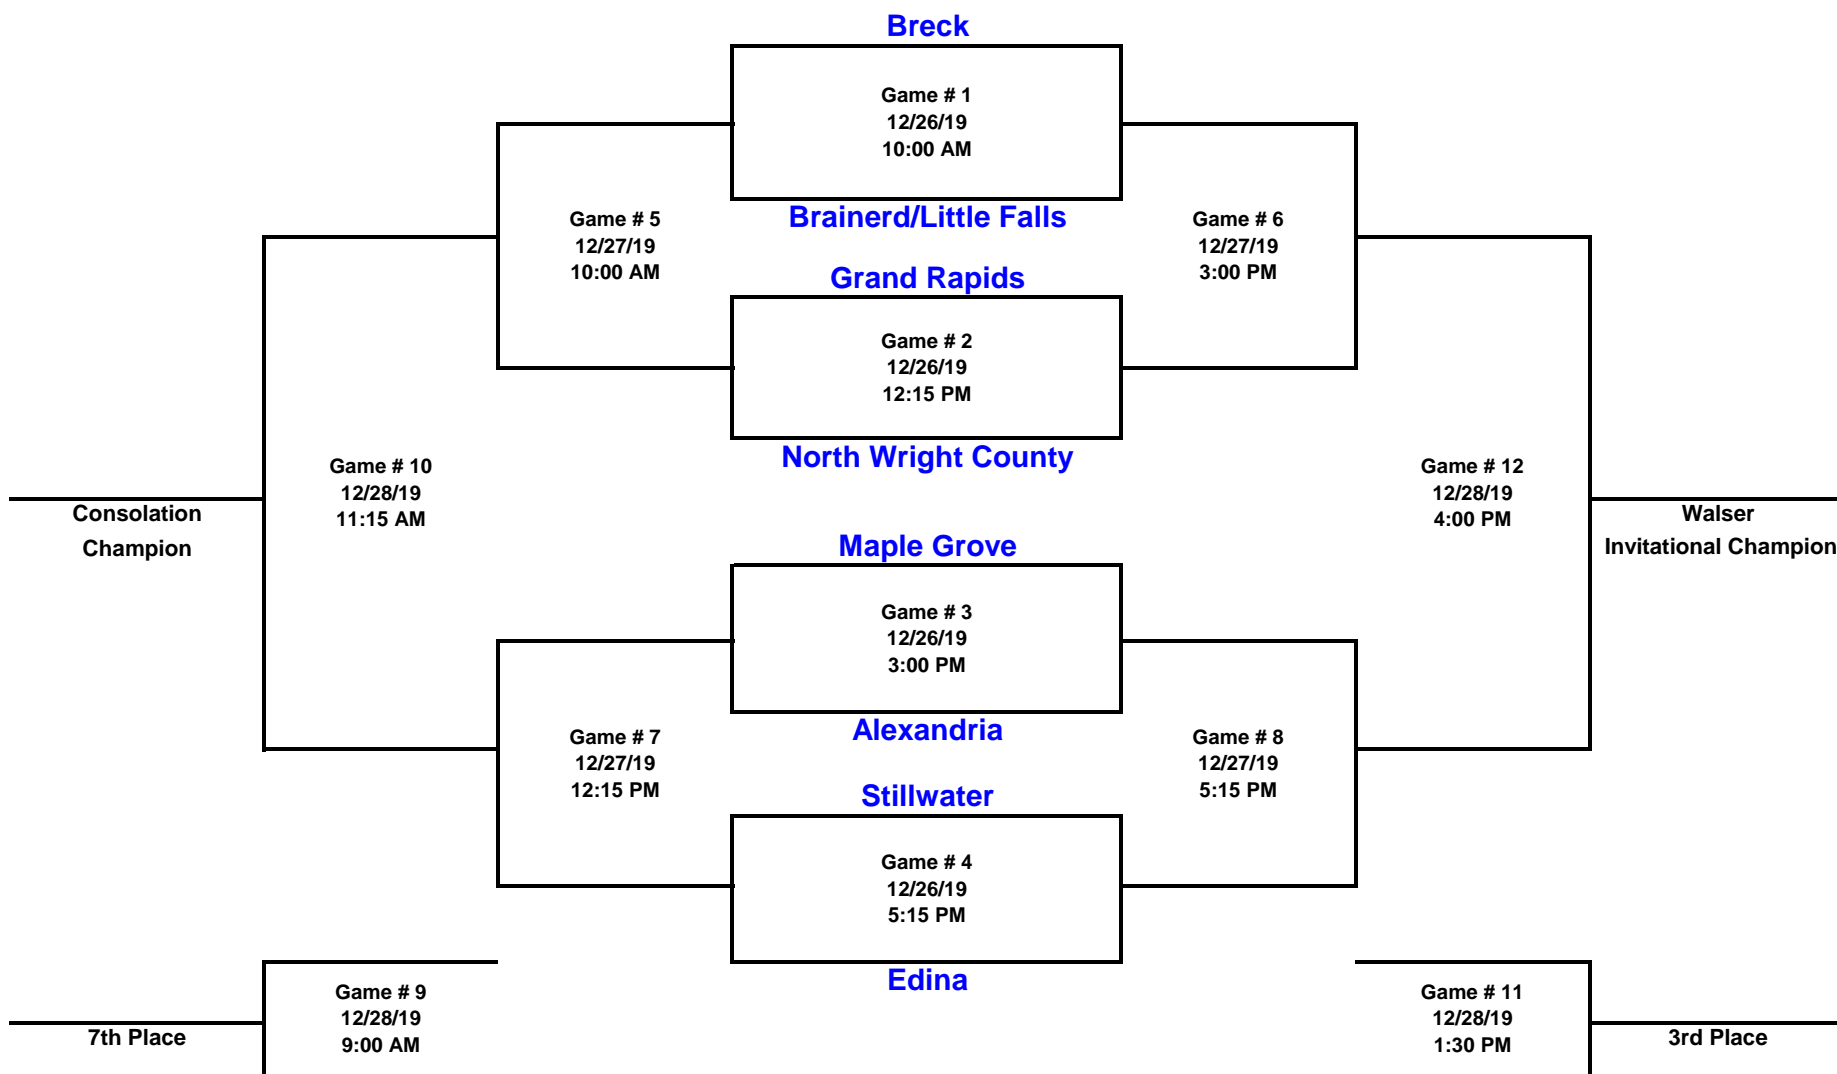 Breck
Game # 1
12/26/19
10:00 AM
Brainerd/Little Falls
Game # 5
12/27/19
10:00 AM
Game # 6
12/27/19
3:00 PM
Grand Rapids
Game # 2
12/26/19
12:15 PM
North Wright County
Game # 10
12/28/19
11:15 AM
Game # 12
12/28/19
4:00 PM
Consolation
Champion
Walser
Invitational Champion
Maple Grove
Game # 3
12/26/19
3:00 PM
Alexandria
Game # 7
12/27/19
12:15 PM
Game # 8
12/27/19
5:15 PM
Stillwater
Game # 4
12/26/19
5:15 PM
Edina
Game # 9
12/28/19
9:00 AM
7th Place
Game # 11
12/28/19
1:30 PM
3rd Place